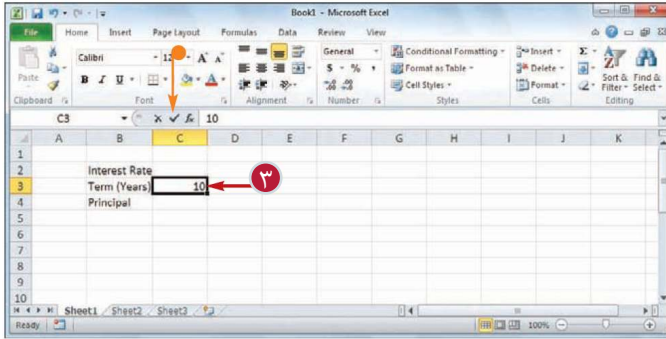 Book1 - Microsoft Excel
File Home Insert Page Layout Formulas Data Review View
Calibri 12 A A General Conditional Formatting Insert Σ
Paste B I U A $ % , Format as Table Delete Sort & Filter Find & Select
.00 Cell Styles Format
Clipboard Font Alignment Number Styles Cells Editing
C3 fx 10
A B C D E F G H I J K
1
2 Interest Rate
3 Term (Years) 10 ٣
4 Principal
5
6
7
8
9
10
Sheet1 Sheet2 Sheet3
Ready 100%